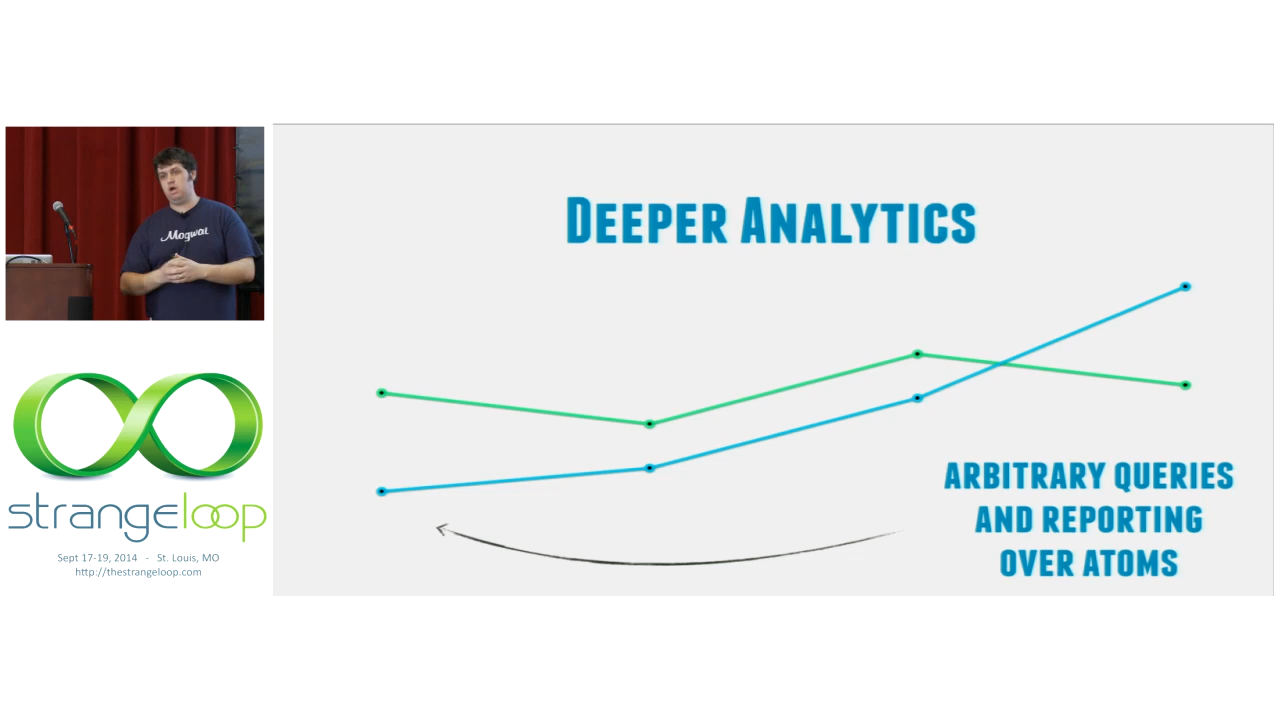 DEEPER ANALYTICS
Mogwai
strangeloop
Sept 17-19, 2014 - St. Louis, MO
http://thestrangeloop.com
ARBITRARY QUERIES
AND REPORTING
OVER ATOMS